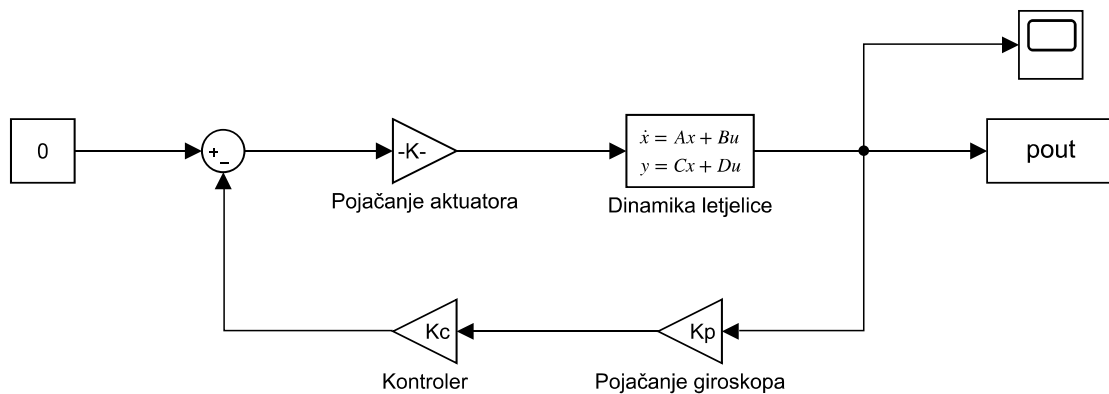 0
+
−
-K-
Pojačanje aktuatora
ẋ = Ax + Bu
y = Cx + Du
Dinamika letjelice
pout
Kc
Kontroler
Kp
Pojačanje giroskopa